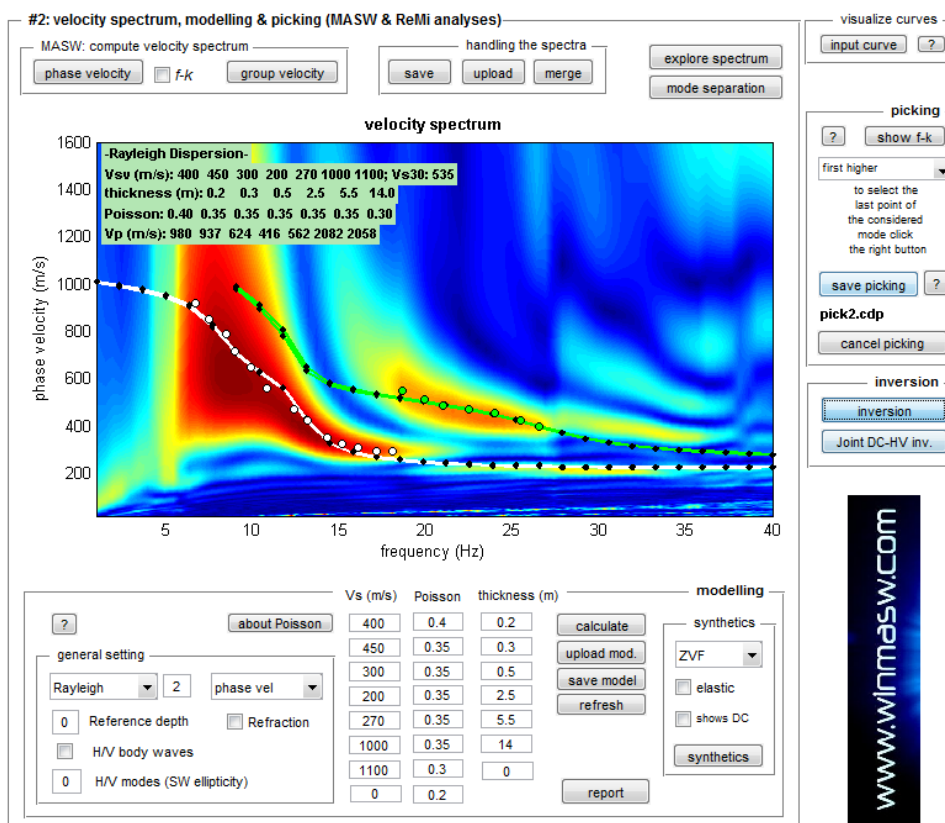 #2: velocity spectrum, modelling & picking (MASW & ReMi analyses)
MASW: compute velocity spectrum
phase velocity
f-k
group velocity
handling the spectra
save
upload
merge
explore spectrum
mode separation
visualize curves
input curve
?
velocity spectrum
-Rayleigh Dispersion-
Vsv (m/s): 400 450 300 200 270 1000 1100; Vs30: 535
thickness (m): 0.2 0.3 0.5 2.5 5.5 14.0
Poisson: 0.40 0.35 0.35 0.35 0.35 0.35 0.30
Vp (m/s): 980 937 624 416 562 2082 2058
1600
1400
1200
1000
800
600
400
200
phase velocity (m/s)
5 10 15 20 25 30 35 40
frequency (Hz)
picking
?
show f-k
first higher
to select the
last point of
the considered
mode click
the right button
save picking
?
pick2.cdp
cancel picking
inversion
inversion
Joint DC-HV inv.
www.winmasw.com
modelling
?
about Poisson
general setting
Rayleigh
2
phase vel
0
Reference depth
Refraction
H/V body waves
0
H/V modes (SW ellipticity)
Vs (m/s) Poisson thickness (m)
400 0.4 0.2
450 0.35 0.3
300 0.35 0.5
200 0.35 2.5
270 0.35 5.5
1000 0.35 14
1100 0.3 0
0 0.2
calculate
upload mod.
save model
refresh
report
synthetics
ZVF
elastic
shows DC
synthetics